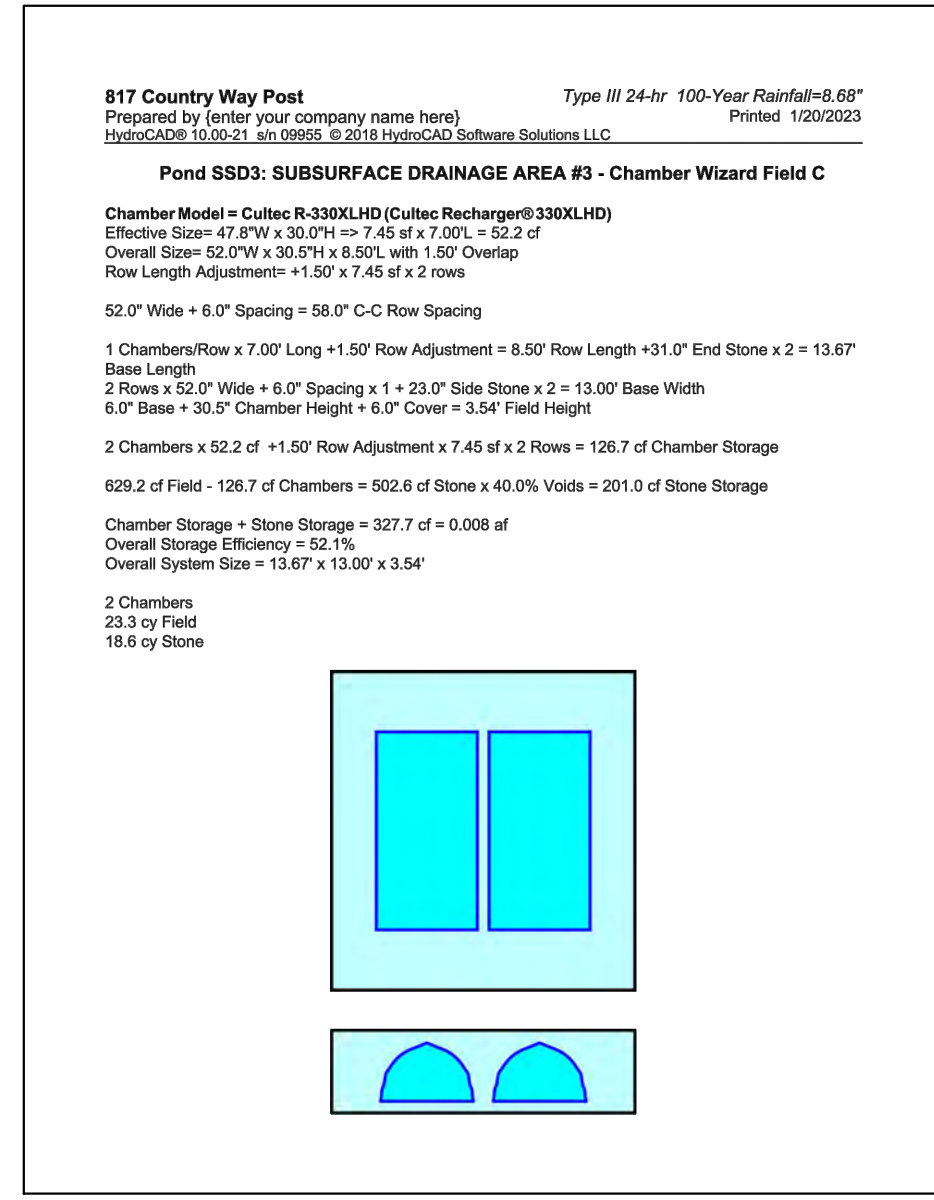 817 Country Way Post
Type III 24-hr 100-Year Rainfall=8.68"
Prepared by {enter your company name here}
Printed 1/20/2023
HydroCAD® 10.00-21 s/n 09955 © 2018 HydroCAD Software Solutions LLC
Pond SSD3: SUBSURFACE DRAINAGE AREA #3 - Chamber Wizard Field C
Chamber Model = Cultec R-330XLHD (Cultec Recharger® 330XLHD)
Effective Size= 47.8"W x 30.0"H => 7.45 sf x 7.00'L = 52.2 cf
Overall Size= 52.0"W x 30.5"H x 8.50'L with 1.50' Overlap
Row Length Adjustment= +1.50' x 7.45 sf x 2 rows
52.0" Wide + 6.0" Spacing = 58.0" C-C Row Spacing
1 Chambers/Row x 7.00' Long +1.50' Row Adjustment = 8.50' Row Length +31.0" End Stone x 2 = 13.67'
Base Length
2 Rows x 52.0" Wide + 6.0" Spacing x 1 + 23.0" Side Stone x 2 = 13.00' Base Width
6.0" Base + 30.5" Chamber Height + 6.0" Cover = 3.54' Field Height
2 Chambers x 52.2 cf +1.50' Row Adjustment x 7.45 sf x 2 Rows = 126.7 cf Chamber Storage
629.2 cf Field - 126.7 cf Chambers = 502.6 cf Stone x 40.0% Voids = 201.0 cf Stone Storage
Chamber Storage + Stone Storage = 327.7 cf = 0.008 af
Overall Storage Efficiency = 52.1%
Overall System Size = 13.67' x 13.00' x 3.54'
2 Chambers
23.3 cy Field
18.6 cy Stone